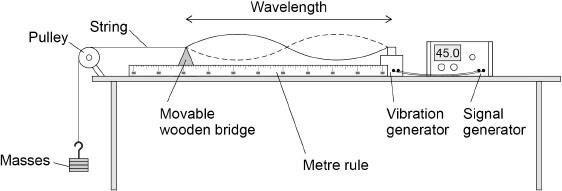 Wavelength
String
Pulley
45.0
Movable
wooden bridge
Vibration
generator
Signal
generator
Masses
Metre rule